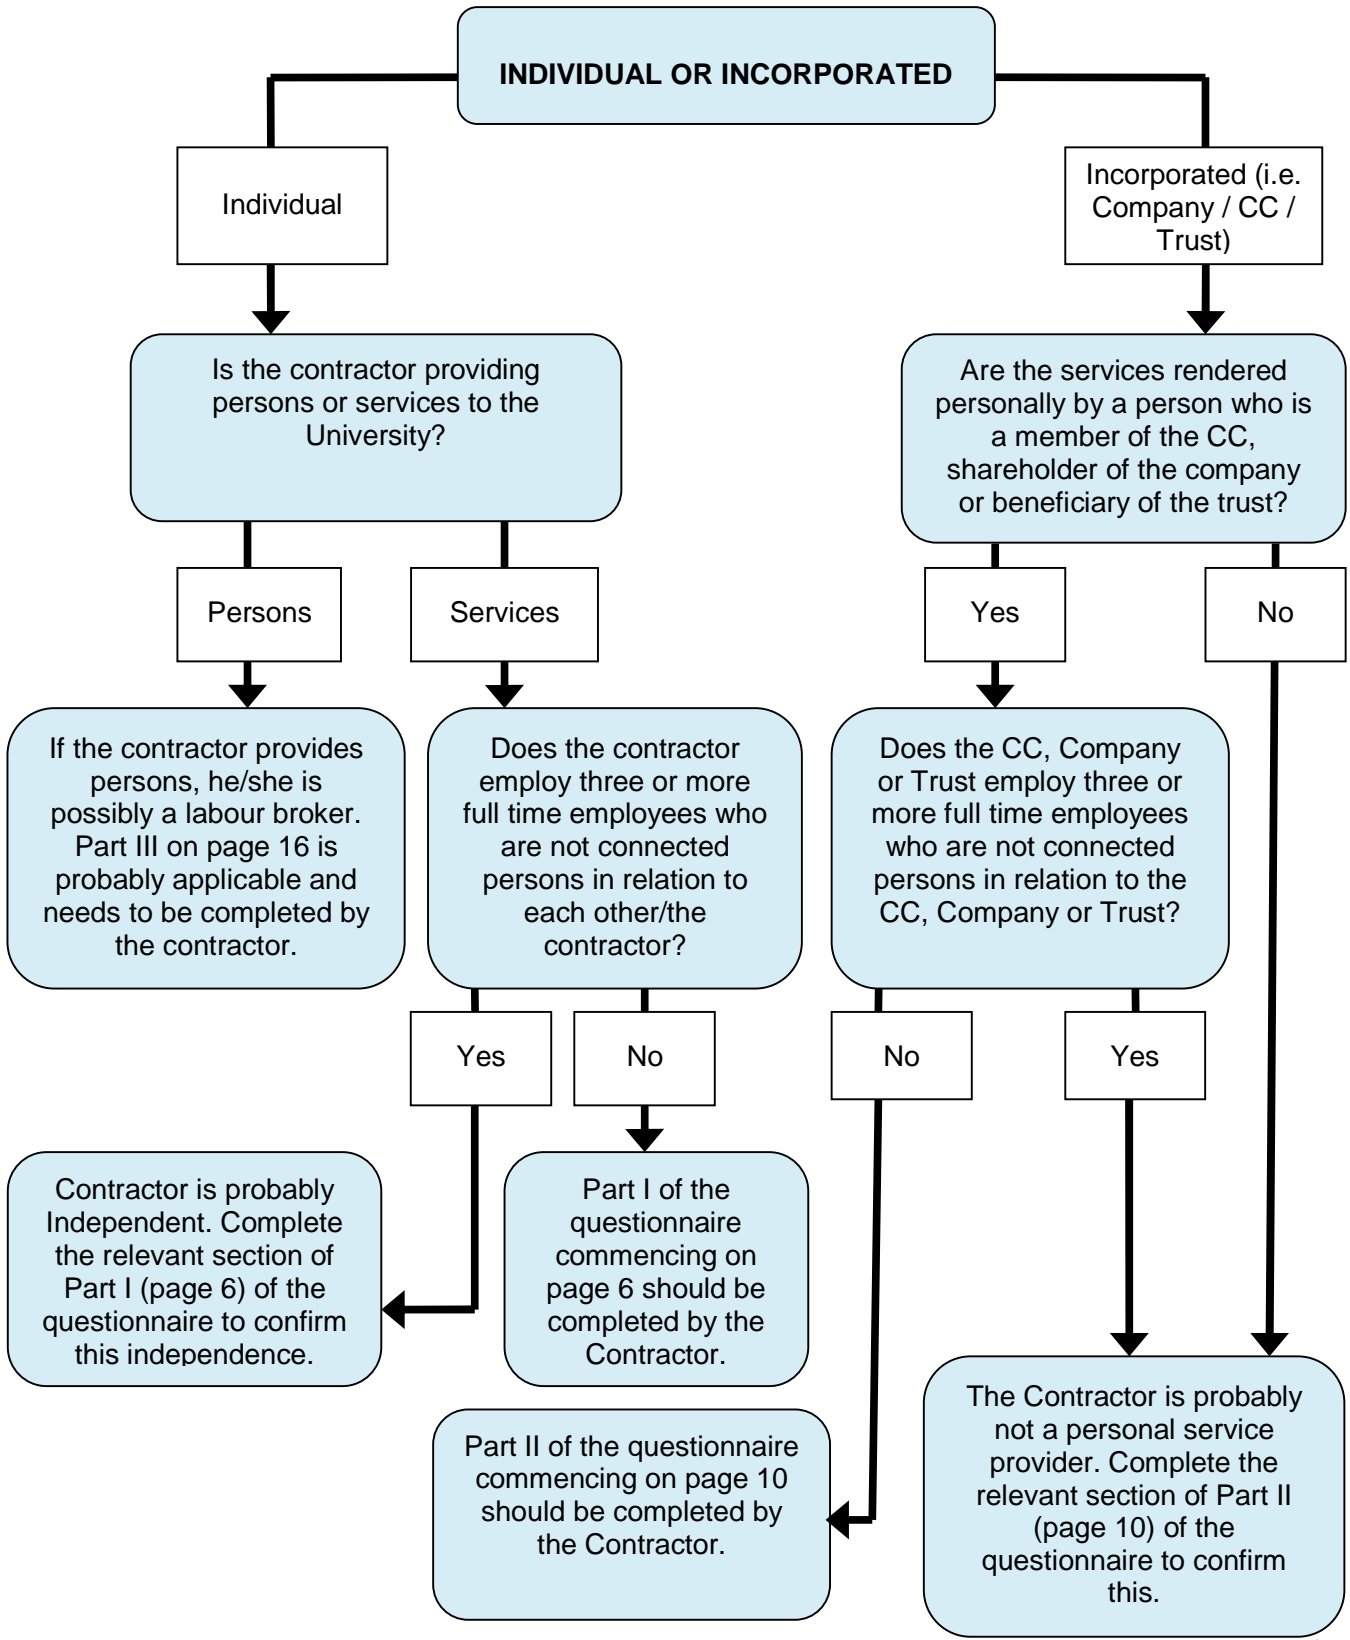 INDIVIDUAL OR INCORPORATED
Individual
Incorporated (i.e.
Company / CC /
Trust)
Is the contractor providing
persons or services to the
University?
Are the services rendered
personally by a person who is
a member of the CC,
shareholder of the company
or beneficiary of the trust?
Persons
Services
Yes
No
If the contractor provides
persons, he/she is
possibly a labour broker.
Part III on page 16 is
probably applicable and
needs to be completed by
the contractor.
Does the contractor
employ three or more
full time employees who
are not connected
persons in relation to
each other/the
contractor?
Does the CC, Company
or Trust employ three or
more full time employees
who are not connected
persons in relation to the
CC, Company or Trust?
Yes
No
No
Yes
Contractor is probably
Independent. Complete
the relevant section of
Part I (page 6) of the
questionnaire to confirm
this independence.
Part I of the
questionnaire
commencing on
page 6 should be
completed by the
Contractor.
Part II of the questionnaire
commencing on page 10
should be completed by
the Contractor.
The Contractor is probably
not a personal service
provider. Complete the
relevant section of Part II
(page 10) of the
questionnaire to confirm
this.